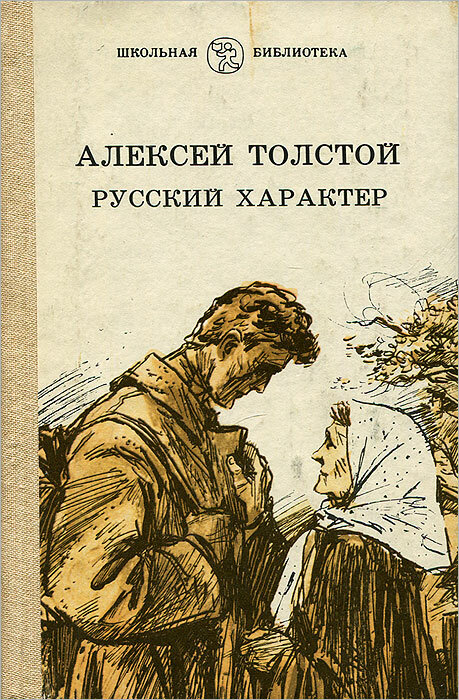 ШКОЛЬНАЯ БИБЛИОТЕКА
АЛЕКСЕЙ ТОЛСТОЙ
РУССКИЙ ХАРАКТЕР